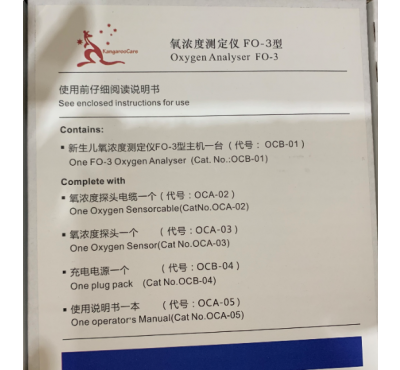 KangarooCare
氧浓度测定仪 FO-3型
Oxygen Analyser FO-3
使用前仔细阅读说明书
See enclosed instructions for use
Contains:
▪ 新生儿氧浓度测定仪FO-3型主机一台 ( 代号： OCB-01 )
One FO-3 Oxygen Analyser (Cat. No.:OCB-01)
Complete with
▪ 氧浓度探头电缆一个 ( 代号：OCA-02 )
One Oxygen Sensorcable(CatNo.OCA-02)
▪ 氧浓度探头一个 ( 代号： OCA-03 )
One Oxygen Sensor(Cat No.OCA-03)
▪ 充电电源一个 ( 代号：OCB-04 )
One plug pack (Cat No.OCB-04)
▪ 使用说明书一本 ( 代号：OCA-05 )
One operator's Manual(Cat No.OCA-05)